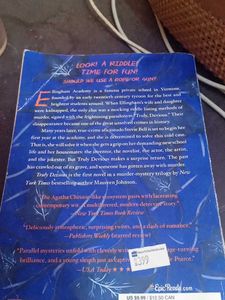 LOOK! A RIDDLE!
TIME FOR FUN!
SHOULD WE USE A ROPE OR GUN?
Ellingham Academy is a famous private school in Vermont,
founded by an early twentieth century tycoon for the best and
brightest students around. When Ellingham's wife and daughter
were kidnapped, the only clue was a mocking riddle listing methods of
murder, signed with the frightening pseudonym "Truly, Devious." Their
disappearance became one of the great unsolved crimes in history.
Many years later, true-crime aficionado Stevie Bell is set to begin her
first year at the academy, and she is determined to solve this cold case.
That is, she will solve it when she gets a grip on her demanding new school
life and her housemates: the inventor, the novelist, the actor, the artist,
and the jokester. But Truly Devious makes a surprise return. The past
has crawled out of its grave, and someone has gotten away with murder.
Truly Devious is the first novel in a murder-mystery trilogy by New
York Times bestselling author Maureen Johnson.
"The Agatha Christie-like ecosystem pairs with lacerating
contemporary wit
multilayered, modern detective story."
—New York Times Book Review
"Deliciously atmospheric,
surprising twists, and a dash of romance."
—Publishers Weekly (starred review)
"Parallel mysteries unfold with
brilliance, and a young sleuth just as captivating
Poirot."
—USA Today ★★★★
EpicReads.com
US $9.99 / $12.50 CAN